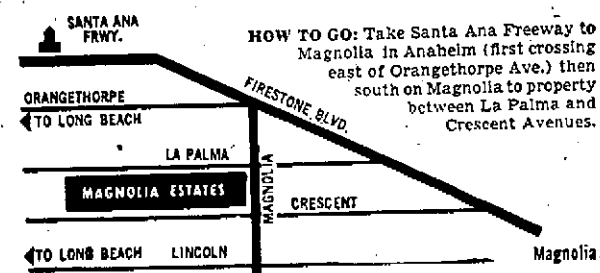 SANTA ANA
FRWY.
HOW TO GO: Take Santa Ana Freeway to
Magnolia in Anaheim (first crossing
east of Orangethorpe Ave.) then
south on Magnolia to property
between La Palma and
Crescent Avenues.
ORANGETHORPE
TO LONG BEACH
FIRESTONE BLVD.
LA PALMA
MAGNOLIA
MAGNOLIA ESTATES
CRESCENT
TO LONG BEACH
LINCOLN
Magnolia